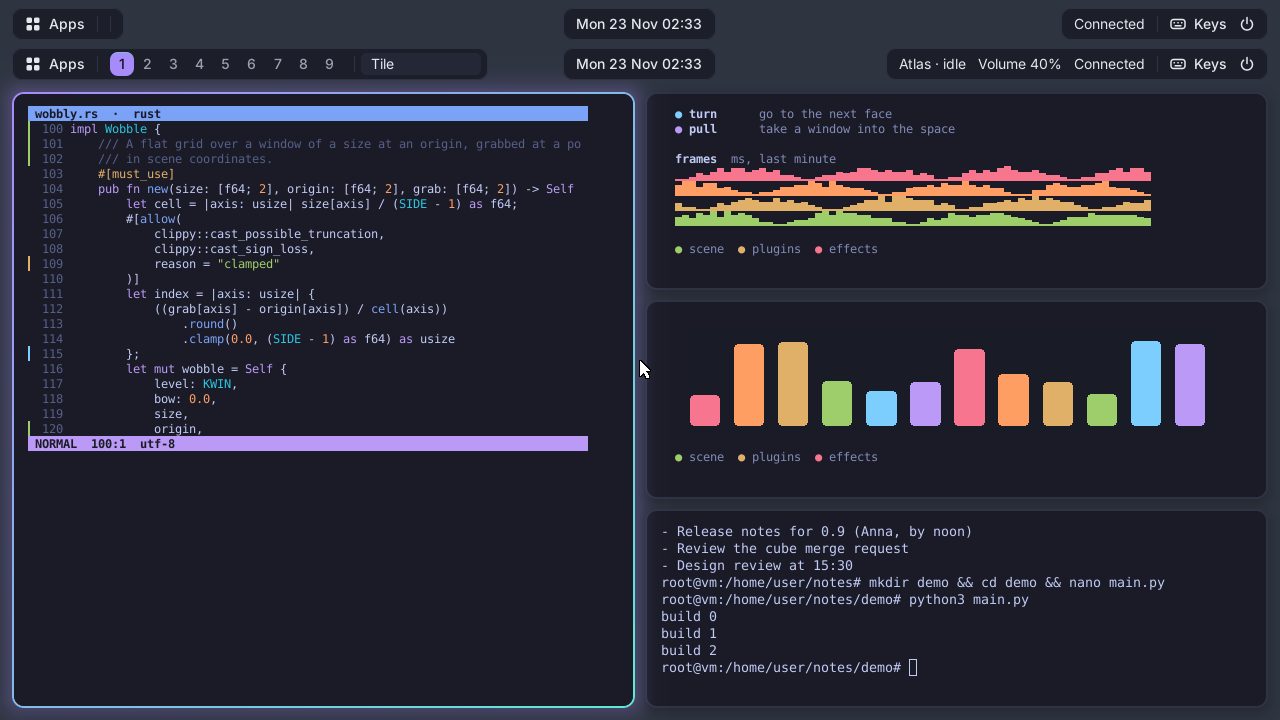 Apps
Mon 23 Nov 02:33
Connected Keys
Apps 1 2 3 4 5 6 7 8 9 Tile
Mon 23 Nov 02:33
Atlas · idle Volume 40% Connected Keys
wobbly.rs · rust
100 impl Wobble {
101 /// A flat grid over a window of a size at an origin, grabbed at a po
102 /// in scene coordinates.
103 #[must_use]
104 pub fn new(size: [f64; 2], origin: [f64; 2], grab: [f64; 2]) -> Self
105 let cell = |axis: usize| size[axis] / (SIDE - 1) as f64;
106 #[allow(
107 clippy::cast_possible_truncation,
108 clippy::cast_sign_loss,
109 reason = "clamped"
110 )]
111 let index = |axis: usize| {
112 ((grab[axis] - origin[axis]) / cell(axis))
113 .round()
114 .clamp(0.0, (SIDE - 1) as f64) as usize
115 };
116 let mut wobble = Self {
117 level: KWIN,
118 bow: 0.0,
119 size,
120 origin,
NORMAL 100:1 utf-8
● turn go to the next face
● pull take a window into the space
frames ms, last minute
● scene ● plugins ● effects
● scene ● plugins ● effects
- Release notes for 0.9 (Anna, by noon)
- Review the cube merge request
- Design review at 15:30
root@vm:/home/user/notes# mkdir demo && cd demo && nano main.py
root@vm:/home/user/notes/demo# python3 main.py
build 0
build 1
build 2
root@vm:/home/user/notes/demo#